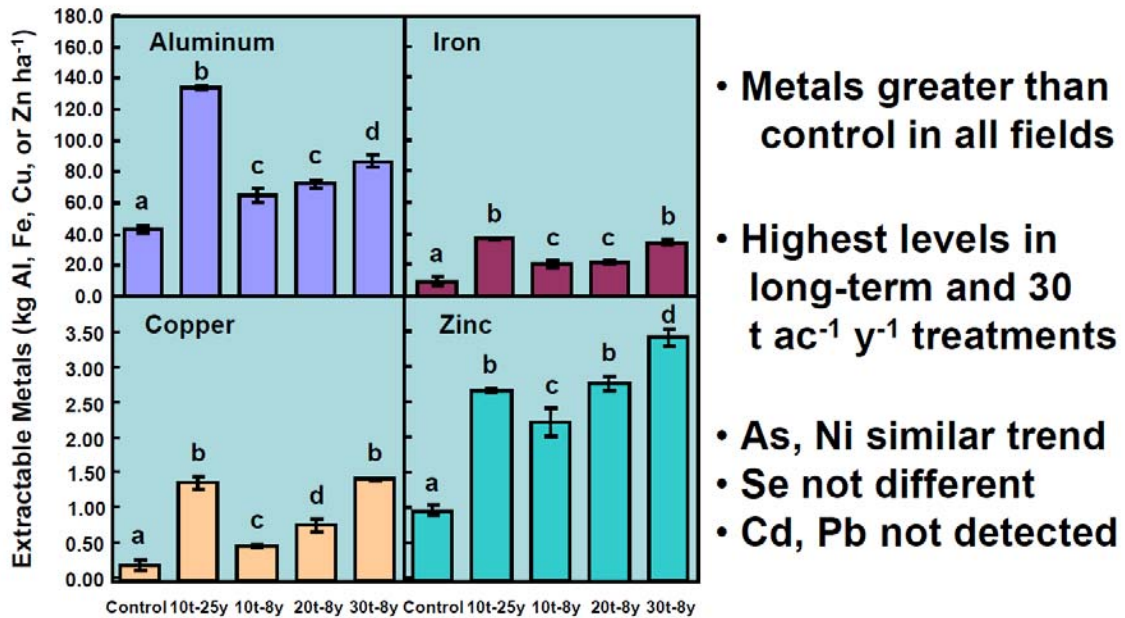 Extractable Metals (kg Al, Fe, Cu, or Zn ha⁻¹)
180.0
160.0
140.0
120.0
100.0
80.0
60.0
40.0
20.0
0.0
Aluminum
a
b
c
c
d
Iron
a
b
c
c
b
3.50
3.00
2.50
2.00
1.50
1.00
0.50
0.00
Copper
a
b
c
d
b
Zinc
a
b
c
b
d
Control 10t-25y 10t-8y 20t-8y 30t-8y Control 10t-25y 10t-8y 20t-8y 30t-8y
• Metals greater than
control in all fields
• Highest levels in
long-term and 30
t ac⁻¹ y⁻¹ treatments
• As, Ni similar trend
• Se not different
• Cd, Pb not detected